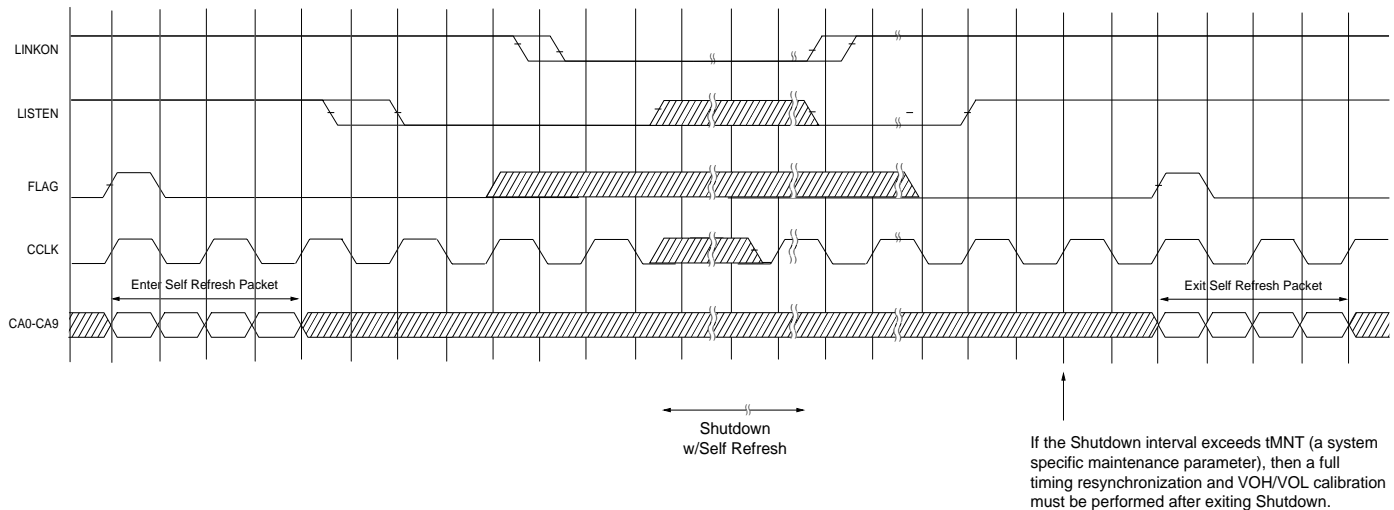 LINKON
LISTEN
FLAG
CCLK
Enter Self Refresh Packet
Exit Self Refresh Packet
CA0-CA9
Shutdown
w/Self Refresh
If the Shutdown interval exceeds tMNT (a system
specific maintenance parameter), then a full
timing resynchronization and VOH/VOL calibration
must be performed after exiting Shutdown.